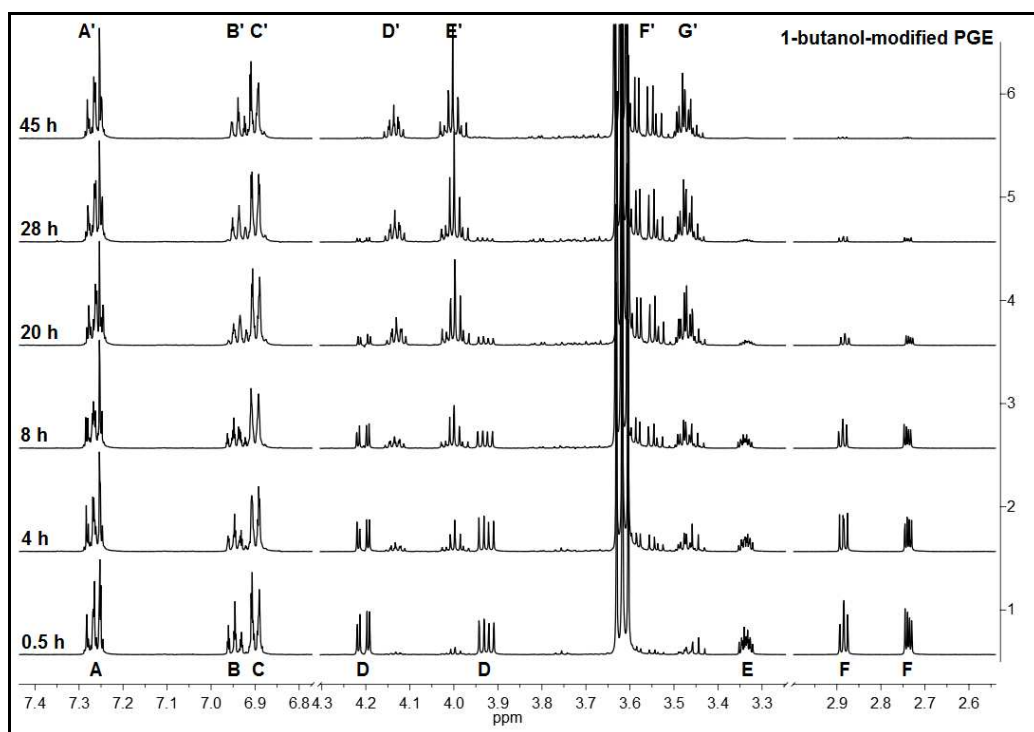 A' B' C' D' E' F' G' 1-butanol-modified PGE
45 h 6
28 h 5
20 h 4
8 h 3
4 h 2
0.5 h 1
A B C D D E F F
7.4 7.3 7.2 7.1 7.0 6.9 6.8 4.3 4.2 4.1 4.0 3.9 3.8 3.7 3.6 3.5 3.4 3.3 2.9 2.8 2.7 2.6
ppm